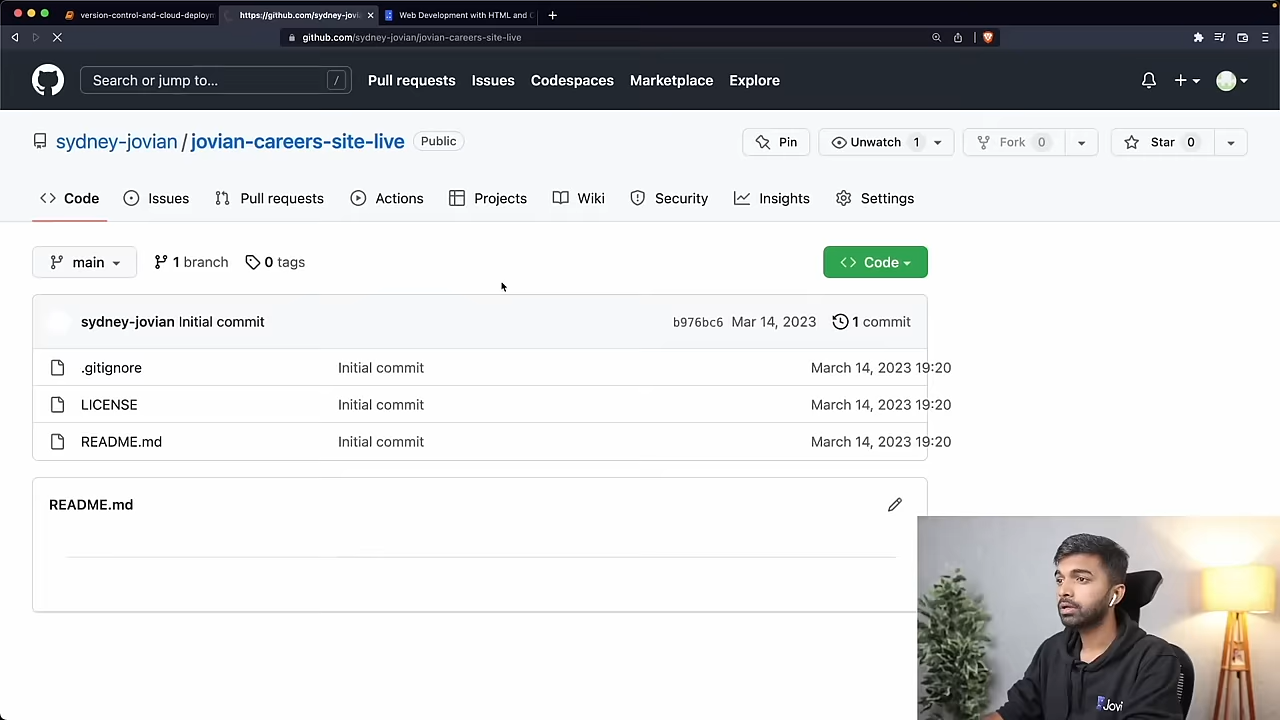 version-control-and-cloud-deploym
https://github.com/sydney-jovi
Web Development with HTML and C
github.com/sydney-jovian/jovian-careers-site-live
Search or jump to... /
Pull requests Issues Codespaces Marketplace Explore
sydney-jovian / jovian-careers-site-live Public
Pin Unwatch 1 Fork 0 Star 0
Code Issues Pull requests Actions Projects Wiki Security Insights Settings
main 1 branch 0 tags Code
sydney-jovian Initial commit b976bc6 Mar 14, 2023 1 commit
.gitignore Initial commit March 14, 2023 19:20
LICENSE Initial commit March 14, 2023 19:20
README.md Initial commit March 14, 2023 19:20
README.md
Jovi